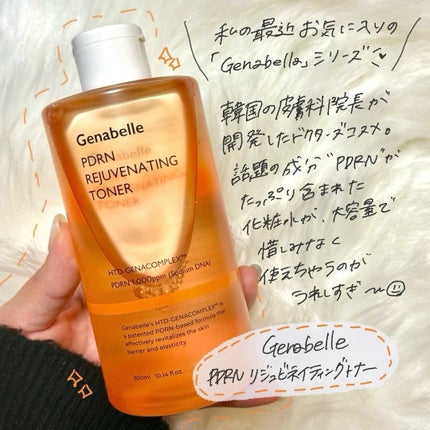 私の最近お気に入りの
「Genabelle」シリーズ
韓国の皮膚科院長が
開発したドクターズコスメ。
話題の成分"PDRN"が
たっぷり含まれた
化粧水が、大容量で
惜しみなく
使えちゃうのが
うれしすぎ〜
Genabelle
PDRN
REJUVENATING
TONER
HTD-GENACOMPLEX™
PDRN 1,000ppm (Sodium DNA)
Genabelle's HTD-GENACOMPLEX™ is
a patented PDRN-based formula that
effectively revitalizes the skin
barrier and elasticity
300ml 10.14 fl.oz.
Genabelle
PDRN リジュビネイティングトナー